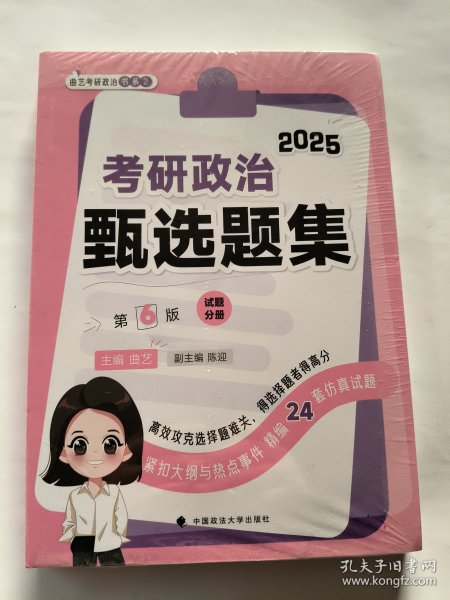 曲艺考研政治 书系2
2025
考研政治
甄选题集
第6版
试题
分册
主编 曲艺 副主编 陈迎
高效攻克选择题难关，得选择题者得高分
紧扣大纲与热点事件 精编24套仿真试题
中国政法大学出版社
孔夫子旧书网
www.kongfz.com